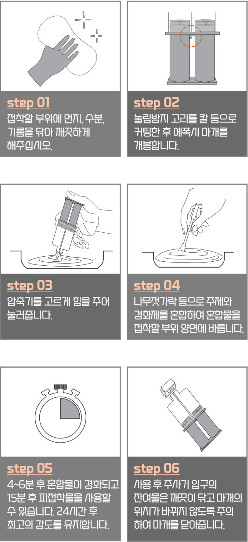 step 01
접착할 부위에 먼지, 수분,
기름을 닦아 깨끗하게
해주십시오.
step 02
눌림방지 고리를 칼 등으로
커팅한 후 에폭시 마개를
개봉합니다.
step 03
압축기를 고르게 힘을 주어
눌러줍니다.
step 04
나무젓가락 등으로 주제와
경화제를 혼합하여 혼합물을
접착할 부위 양면에 바릅니다.
step 05
4~6분 후 혼합물이 경화되고
15분 후 피접착물을 사용할
수 있습니다. 24시간 후
최고의 강도를 유지합니다.
step 06
사용 후 주사기 입구의
잔여물은 깨끗이 닦고 마개의
위치가 바뀌지 않도록 주의
하여 마개를 닫아줍니다.